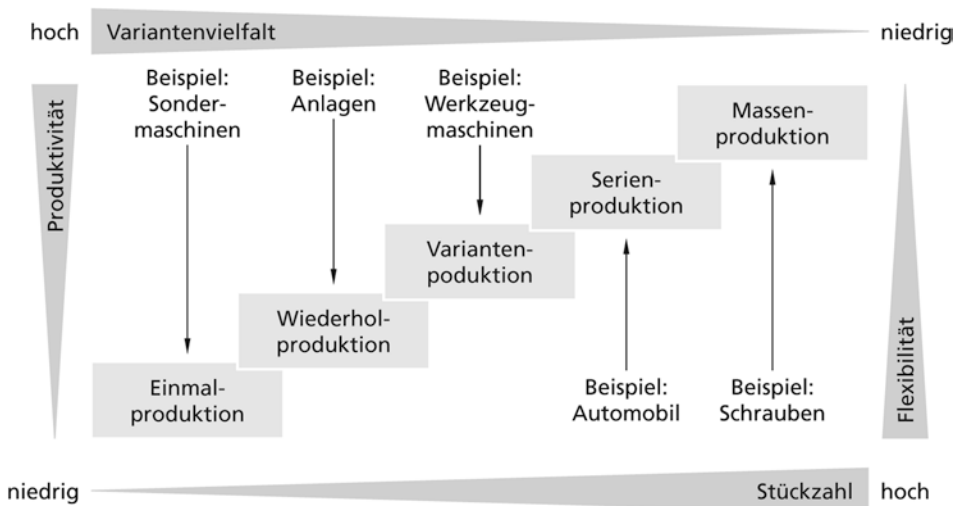 hoch Variantenvielfalt niedrig
Beispiel:
Sonder-
maschinen
Beispiel:
Anlagen
Beispiel:
Werkzeug-
maschinen
Massen-
produktion
Serien-
produktion
Varianten-
poduktion
Wiederhol-
produktion
Einmal-
produktion
Beispiel:
Automobil
Beispiel:
Schrauben
Produktivität
Flexibilität
niedrig Stückzahl hoch